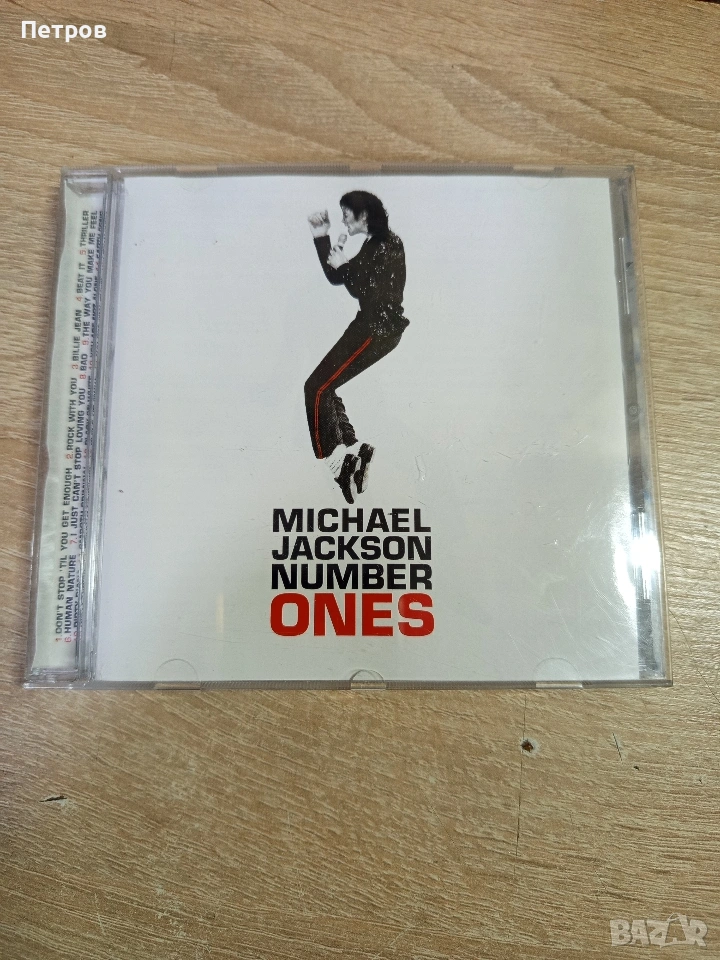 Петров
MICHAEL
JACKSON
NUMBER
ONES
1.DON'T STOP 'TIL YOU GET ENOUGH 2.ROCK WITH YOU 3.BILLIE JEAN 4.BEAT IT 5.THRILLER
6.HUMAN NATURE 7.I JUST CAN'T STOP LOVING YOU 8.BAD 9.THE WAY YOU MAKE ME FEEL
BAZAR